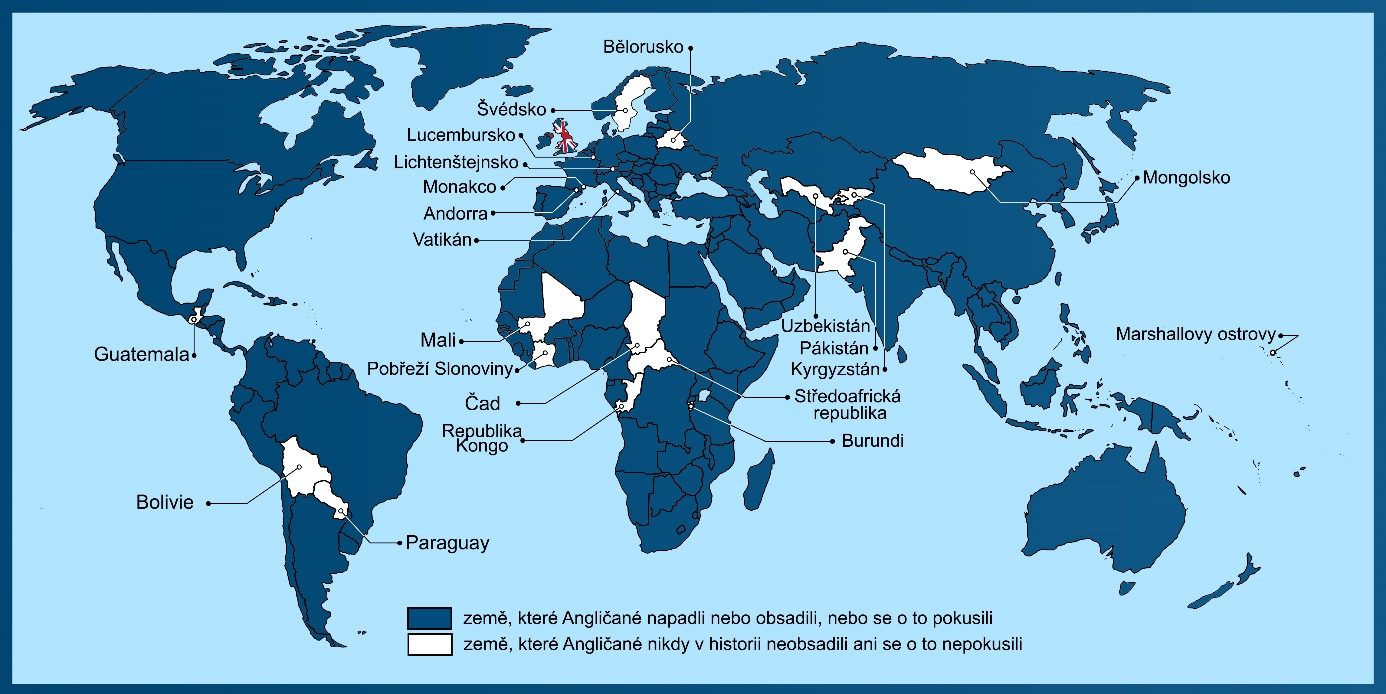 Bělorusko
Švédsko
Lucembursko
Lichtenštejnsko
Monakco
Andorra
Vatikán
Mongolsko
Guatemala
Mali
Pobřeží Slonoviny
Čad
Republika
Kongo
Uzbekistán
Pákistán
Kyrgyzstán
Středoafrická
republika
Burundi
Marshallovy ostrovy
Bolivie
Paraguay
země, které Angličané napadli nebo obsadili, nebo se o to pokusili
země, které Angličané nikdy v historii neobsadili ani se o to nepokusili